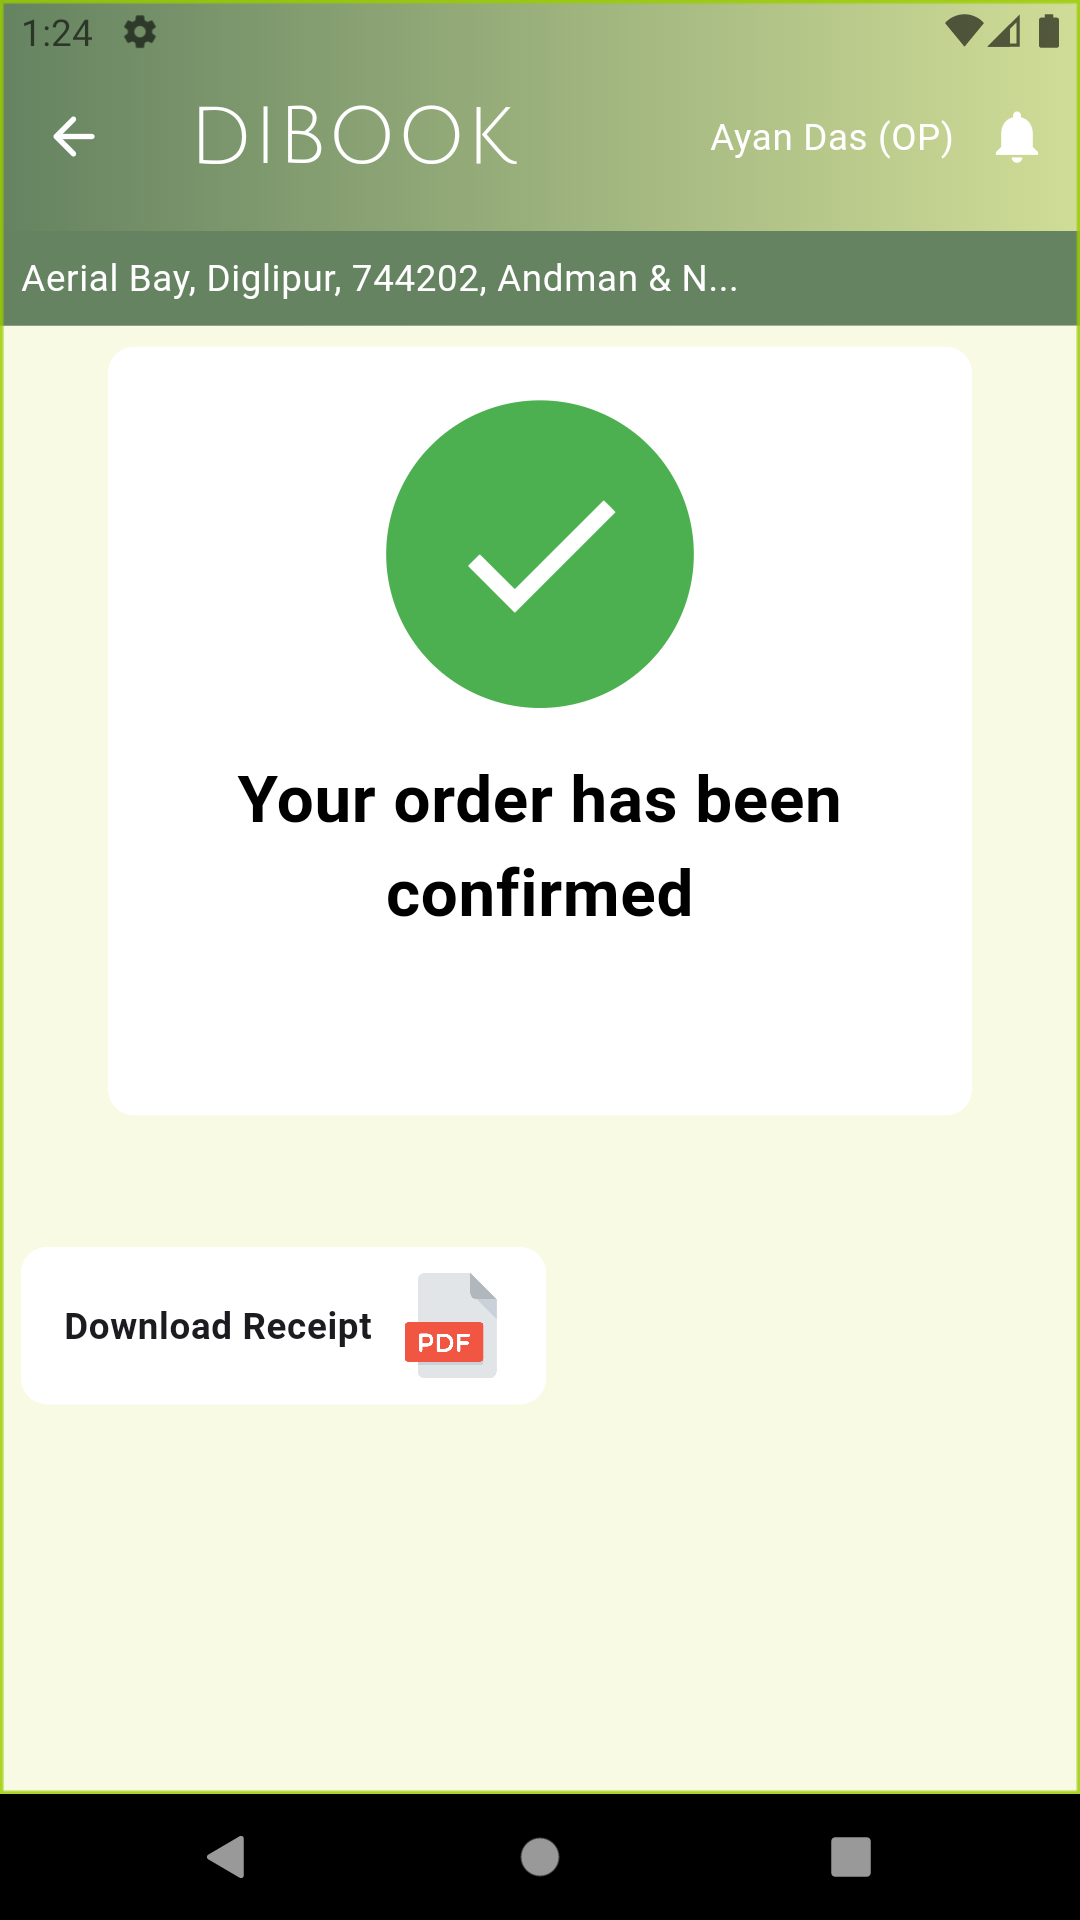 1:24
DIBOOK
Ayan Das (OP)
Aerial Bay, Diglipur, 744202, Andman & N...
Your order has been
confirmed
Download Receipt
PDF